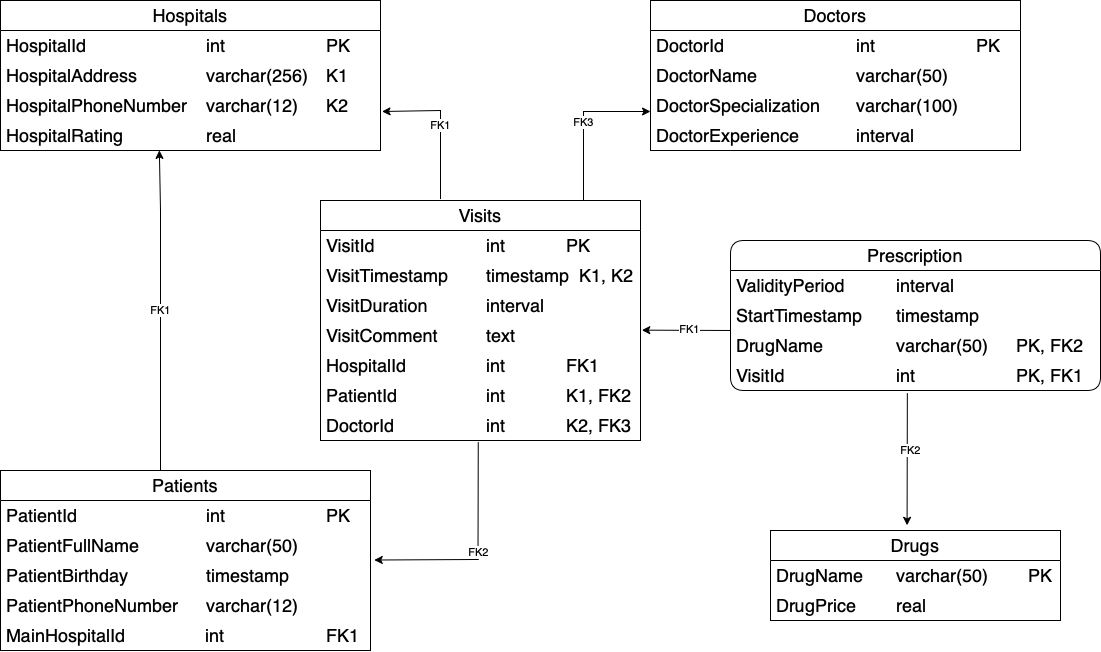 Hospitals
HospitalId int PK
HospitalAddress varchar(256) K1
HospitalPhoneNumber varchar(12) K2
HospitalRating real
Doctors
DoctorId int PK
DoctorName varchar(50)
DoctorSpecialization varchar(100)
DoctorExperience interval
FK1
FK3
Visits
VisitId int PK
VisitTimestamp timestamp K1, K2
VisitDuration interval
VisitComment text
HospitalId int FK1
PatientId int K1, FK2
DoctorId int K2, FK3
Prescription
ValidityPeriod interval
StartTimestamp timestamp
DrugName varchar(50) PK, FK2
VisitId int PK, FK1
FK1
FK1
FK2
FK2
Patients
PatientId int PK
PatientFullName varchar(50)
PatientBirthday timestamp
PatientPhoneNumber varchar(12)
MainHospitalId int FK1
Drugs
DrugName varchar(50) PK
DrugPrice real